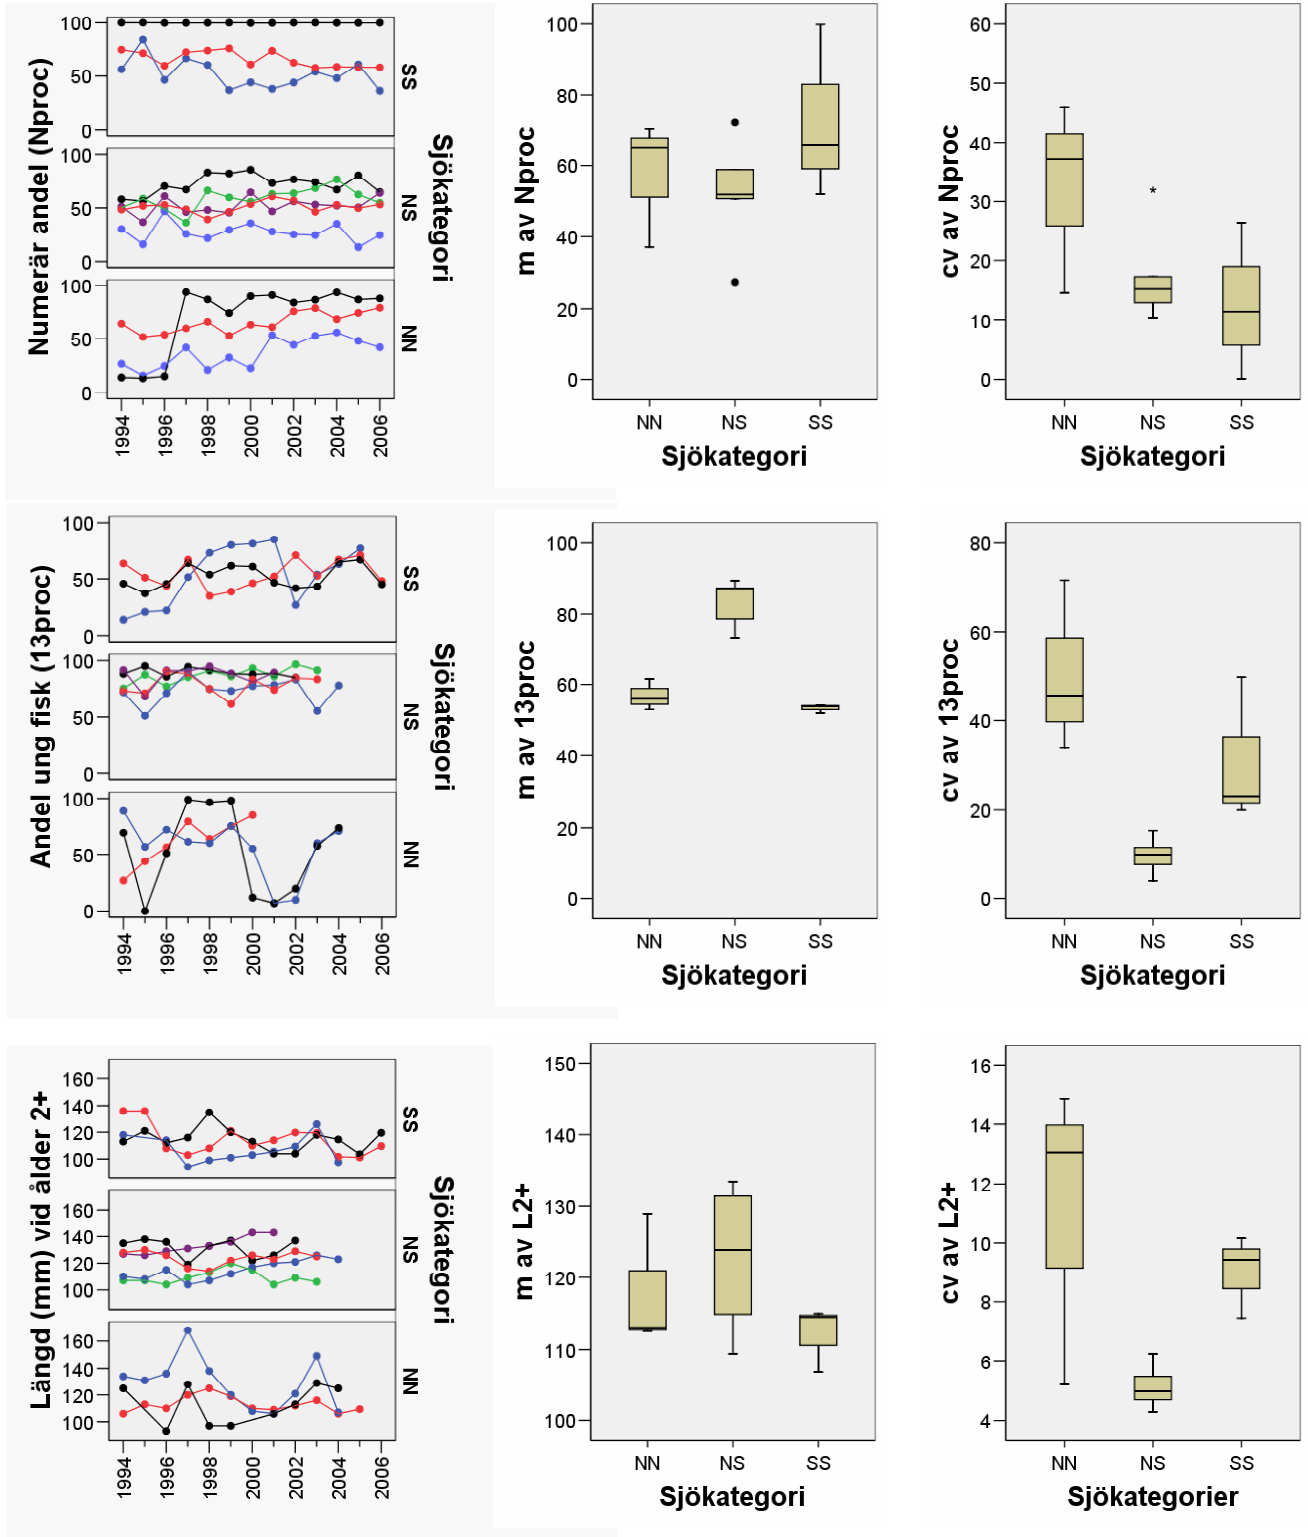 Numerär andel (Nproc)
100
50
0
SS
100
50
0
NS
100
50
0
NN
Sjökategori
1994
1996
1998
2000
2002
2004
2006
m av Nproc
100
80
60
40
20
0
NN NS SS
Sjökategori
cv av Nproc
60
50
40
30
20
10
0
*
NN NS SS
Sjökategori
Andel ung fisk (13proc)
100
50
0
SS
100
50
0
NS
100
50
0
NN
Sjökategori
1994
1996
1998
2000
2002
2004
2006
m av 13proc
100
80
60
40
20
0
NN NS SS
Sjökategori
cv av 13proc
80
60
40
20
0
NN NS SS
Sjökategori
Längd (mm) vid ålder 2+
160
140
120
100
SS
160
140
120
100
NS
160
140
120
100
NN
Sjökategori
1994
1996
1998
2000
2002
2004
2006
m av L2+
150
140
130
120
110
100
NN NS SS
Sjökategori
cv av L2+
16
14
12
10
8
6
4
NN NS SS
Sjökategorier